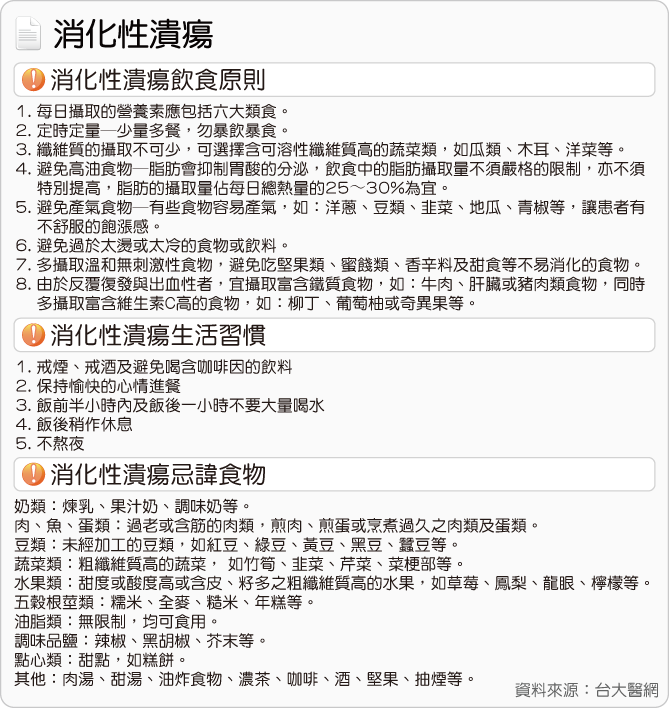 消化性潰瘍
消化性潰瘍飲食原則
1. 每日攝取的營養素應包括六大類食。
2. 定時定量─少量多餐，勿暴飲暴食。
3. 纖維質的攝取不可少，可選擇含可溶性纖維質高的蔬菜類，如瓜類、木耳、洋菜等。
4. 避免高油食物─脂肪會抑制胃酸的分泌，飲食中的脂肪攝取量不須嚴格的限制，亦不須
特別提高，脂肪的攝取量佔每日總熱量的25～30%為宜。
5. 避免產氣食物─有些食物容易產氣，如：洋蔥、豆類、韭菜、地瓜、青椒等，讓患者有
不舒服的飽漲感。
6. 避免過於太燙或太冷的食物或飲料。
7. 多攝取溫和無刺激性食物，避免吃堅果類、蜜餞類、香辛料及甜食等不易消化的食物。
8. 由於反覆復發與出血性者，宜攝取富含鐵質食物，如：牛肉、肝臟或豬肉類食物，同時
多攝取富含維生素C高的食物，如：柳丁、葡萄柚或奇異果等。
消化性潰瘍生活習慣
1. 戒煙、戒酒及避免喝含咖啡因的飲料
2. 保持愉快的心情進餐
3. 飯前半小時內及飯後一小時不要大量喝水
4. 飯後稍作休息
5. 不熬夜
消化性潰瘍忌諱食物
奶類：煉乳、果汁奶、調味奶等。
肉、魚、蛋類：過老或含筋的肉類，煎肉、煎蛋或烹煮過久之肉類及蛋類。
豆類：未經加工的豆類，如紅豆、綠豆、黃豆、黑豆、蠶豆等。
蔬菜類：粗纖維質高的蔬菜， 如竹筍、韭菜、芹菜、菜梗部等。
水果類：甜度或酸度高或含皮、籽多之粗纖維質高的水果，如草莓、鳳梨、龍眼、檸檬等。
五穀根莖類：糯米、全麥、糙米、年糕等。
油脂類：無限制，均可食用。
調味品鹽：辣椒、黑胡椒、芥末等。
點心類：甜點，如糕餅。
其他：肉湯、甜湯、油炸食物、濃茶、咖啡、酒、堅果、抽煙等。
資料來源：台大醫網